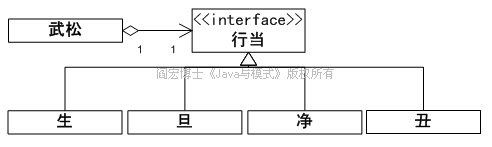 武松
1
1
<<interface>>
行当
阎宏博士《Java与模式》版权所有
生
旦
净
丑